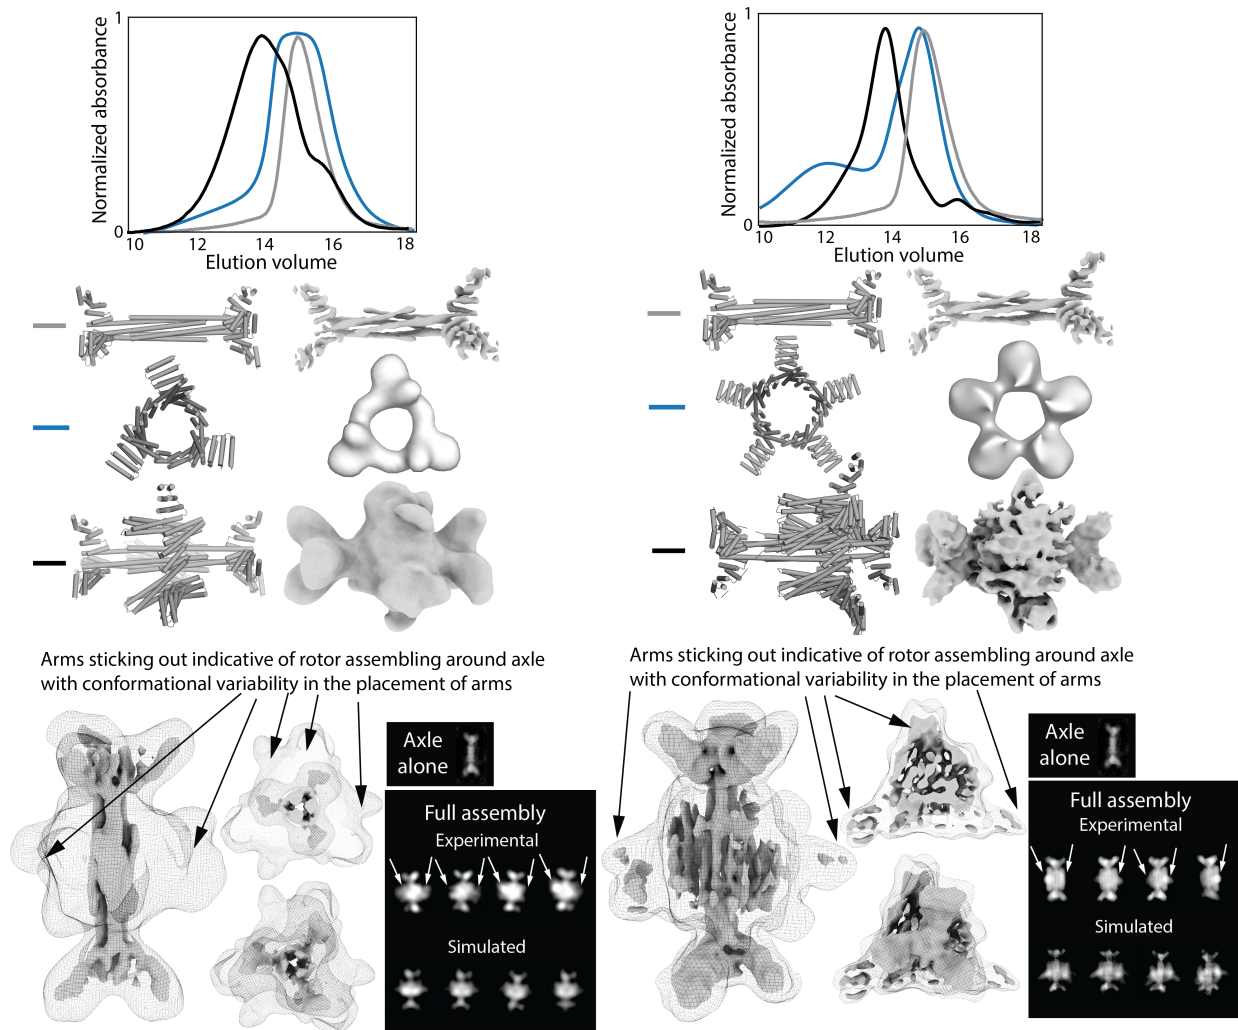 1
Normalized absorbance
0
10
12
14
16
18
Elution volume
1
Normalized absorbance
0
10
12
14
16
18
Elution volume
Arms sticking out indicative of rotor assembling around axle
with conformational variability in the placement of arms
Axle
alone
Full assembly
Experimental
Simulated
Arms sticking out indicative of rotor assembling around axle
with conformational variability in the placement of arms
Axle
alone
Full assembly
Experimental
Simulated